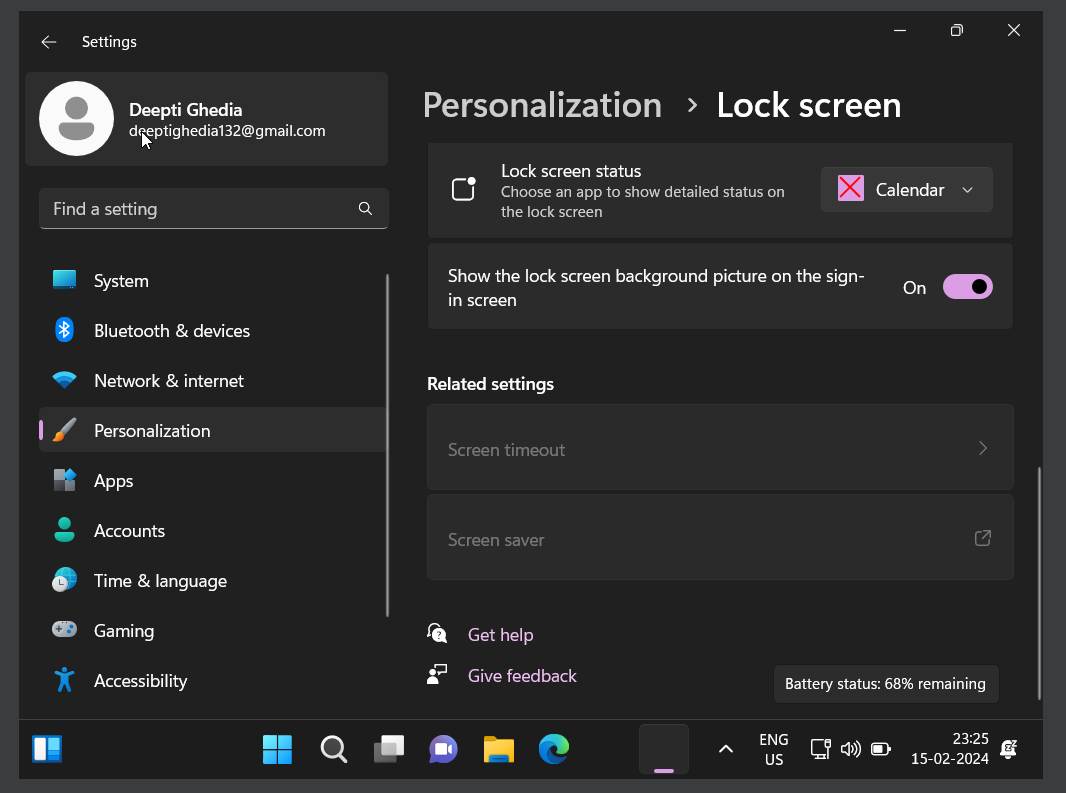 Settings
Deepti Ghedia
deeptighedia132@gmail.com
Find a setting
System
Bluetooth & devices
Network & internet
Personalization
Apps
Accounts
Time & language
Gaming
Accessibility
Personalization > Lock screen
Lock screen status
Choose an app to show detailed status on
the lock screen
Calendar
Show the lock screen background picture on the sign-
in screen
On
Related settings
Screen timeout
Screen saver
Get help
Give feedback
Battery status: 68% remaining
ENG
US
23:25
15-02-2024